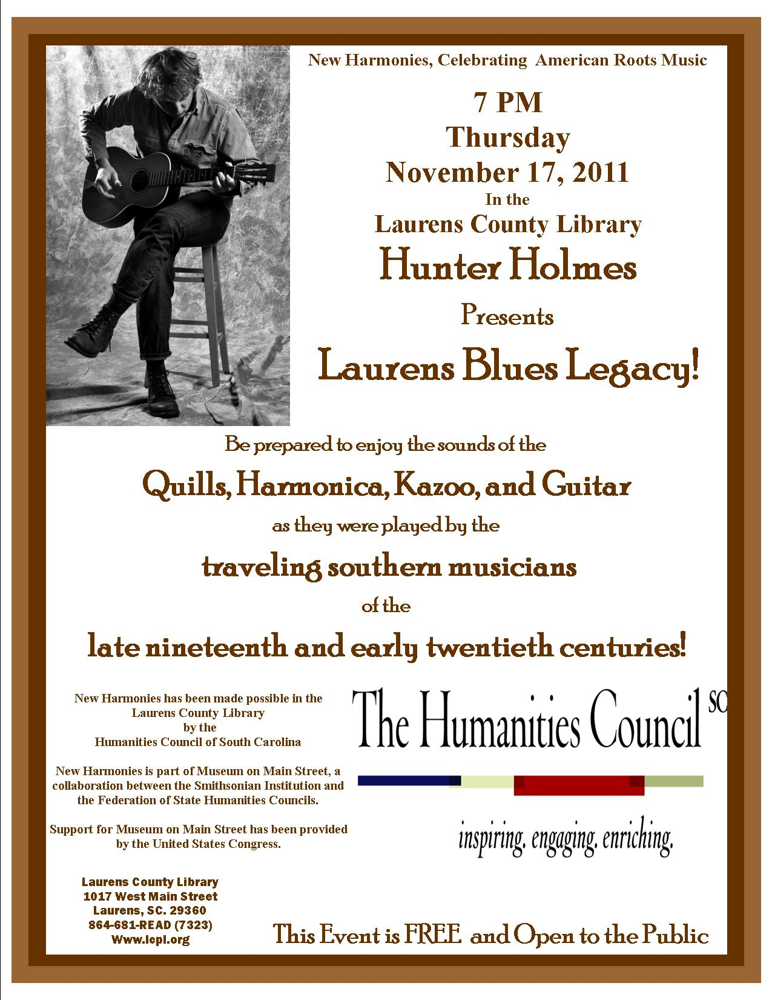 New Harmonies, Celebrating American Roots Music
7 PM
Thursday
November 17, 2011
In the
Laurens County Library
Hunter Holmes
Presents
Laurens Blues Legacy!
Be prepared to enjoy the sounds of the
Quills, Harmonica, Kazoo, and Guitar
as they were played by the
traveling southern musicians
of the
late nineteenth and early twentieth centuries!
New Harmonies has been made possible in the
Laurens County Library
by the
Humanities Council of South Carolina
New Harmonies is part of Museum on Main Street, a
collaboration between the Smithsonian Institution and
the Federation of State Humanities Councils.
Support for Museum on Main Street has been provided
by the United States Congress.
The Humanities Council SC
inspiring. engaging. enriching.
Laurens County Library
1017 West Main Street
Laurens, SC. 29360
864-681-READ (7323)
Www.lcpl.org
This Event is FREE and Open to the Public